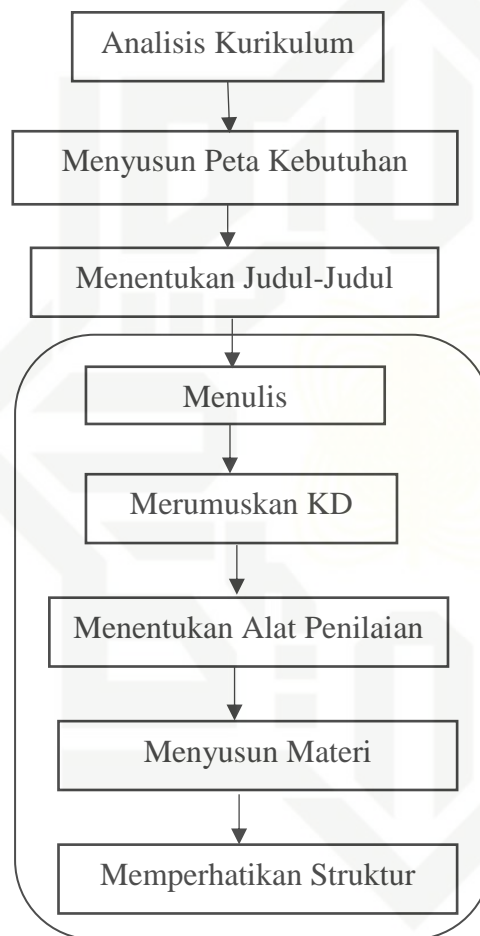 Analisis Kurikulum
Menyusun Peta Kebutuhan
Menentukan Judul-Judul
Menulis
Merumuskan KD
Menentukan Alat Penilaian
Menyusun Materi
Memperhatikan Struktur